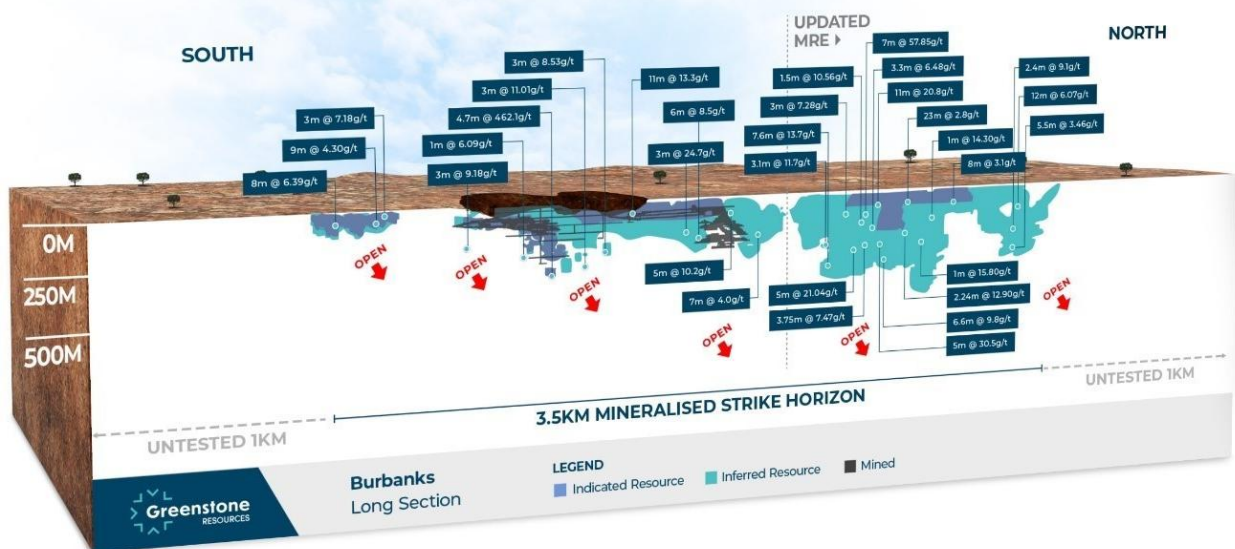 SOUTH
UPDATED
MRE
NORTH
3m @ 8.53g/t
7m @ 57.85g/t
3m @ 11.01g/t
11m @ 13.3g/t
1.5m @ 10.56g/t
3.3m @ 6.48g/t
2.4m @ 9.1g/t
3m @ 7.18g/t
4.7m @ 462.1g/t
6m @ 8.5g/t
3m @ 7.28g/t
11m @ 20.8g/t
12m @ 6.07g/t
9m @ 4.30g/t
1m @ 6.09g/t
7.6m @ 13.7g/t
23m @ 2.8g/t
5.5m @ 3.46g/t
8m @ 6.39g/t
3m @ 9.18g/t
3m @ 24.7g/t
3.1m @ 11.7g/t
1m @ 14.30g/t
8m @ 3.1g/t
0M
250M
500M
OPEN
OPEN
OPEN
OPEN
OPEN
OPEN
5m @ 10.2g/t
7m @ 4.0g/t
5m @ 21.04g/t
3.75m @ 7.47g/t
1m @ 15.80g/t
2.24m @ 12.90g/t
6.6m @ 9.8g/t
5m @ 30.5g/t
UNTESTED 1KM
3.5KM MINERALISED STRIKE HORIZON
UNTESTED 1KM
Greenstone
RESOURCES
Burbanks
Long Section
LEGEND
Indicated Resource
Inferred Resource
Mined